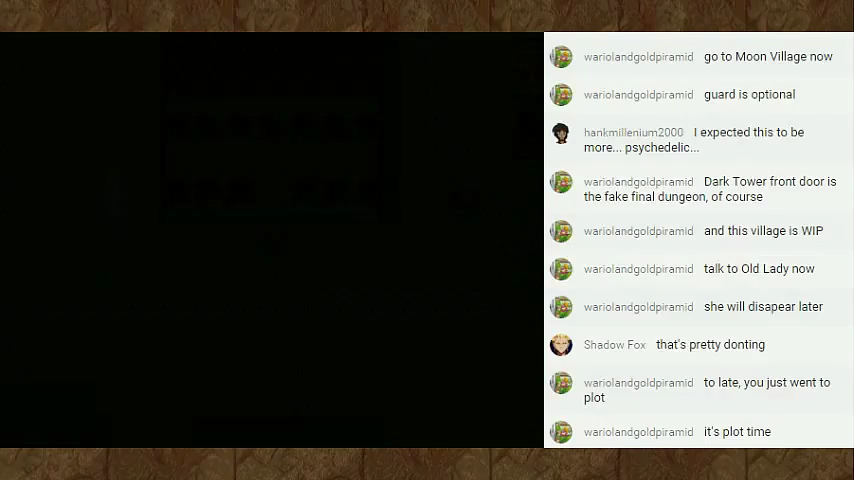 wariolandgoldpiramid go to Moon Village now
wariolandgoldpiramid guard is optional
hankmillenium2000 I expected this to be
more... psychedelic...
wariolandgoldpiramid Dark Tower front door is
the fake final dungeon, of course
wariolandgoldpiramid and this village is WIP
wariolandgoldpiramid talk to Old Lady now
wariolandgoldpiramid she will disapear later
Shadow Fox that's pretty donting
wariolandgoldpiramid to late, you just went to
plot
wariolandgoldpiramid it's plot time